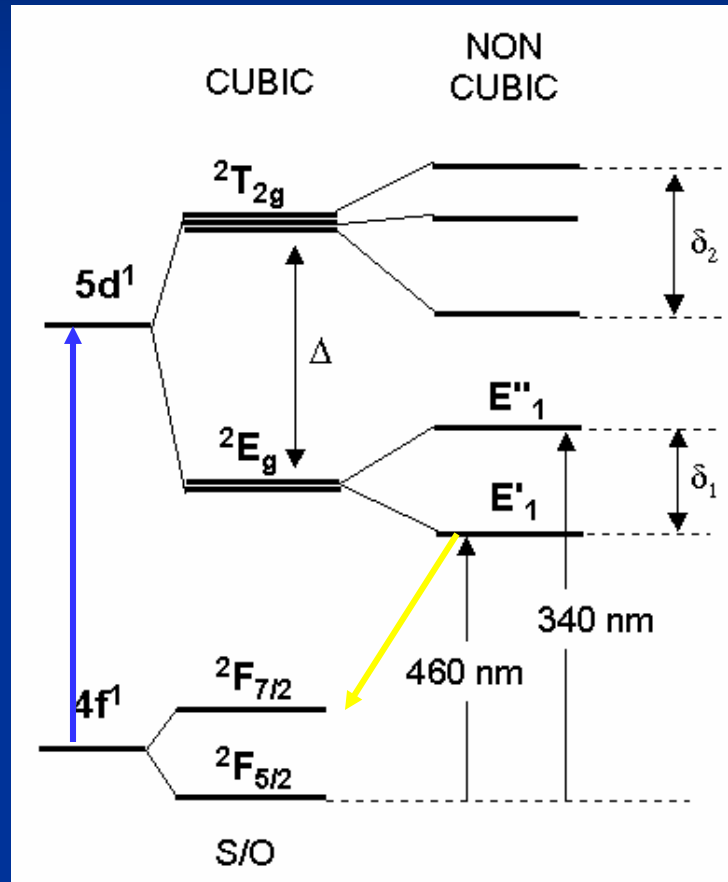 CUBIC
NON
CUBIC
²T₂g
5d¹
δ₂
Δ
E"₁
²Eg
E'₁
δ₁
340 nm
460 nm
²F₇/₂
4f¹
²F₅/₂
S/O